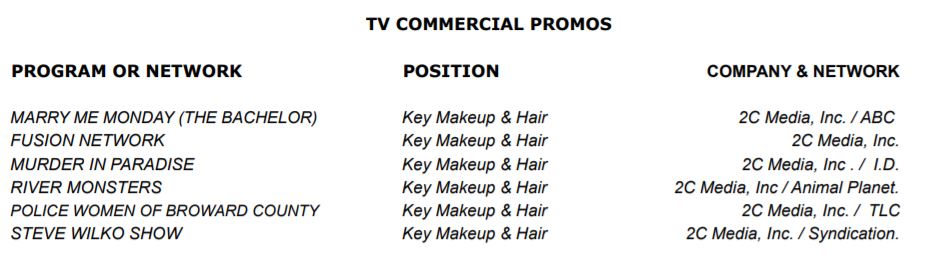 TV COMMERCIAL PROMOS
PROGRAM OR NETWORK POSITION COMPANY & NETWORK
MARRY ME MONDAY (THE BACHELOR) Key Makeup & Hair 2C Media, Inc. / ABC
FUSION NETWORK Key Makeup & Hair 2C Media, Inc.
MURDER IN PARADISE Key Makeup & Hair 2C Media, Inc . / I.D.
RIVER MONSTERS Key Makeup & Hair 2C Media, Inc / Animal Planet.
POLICE WOMEN OF BROWARD COUNTY Key Makeup & Hair 2C Media, Inc. / TLC
STEVE WILKO SHOW Key Makeup & Hair 2C Media, Inc. / Syndication.